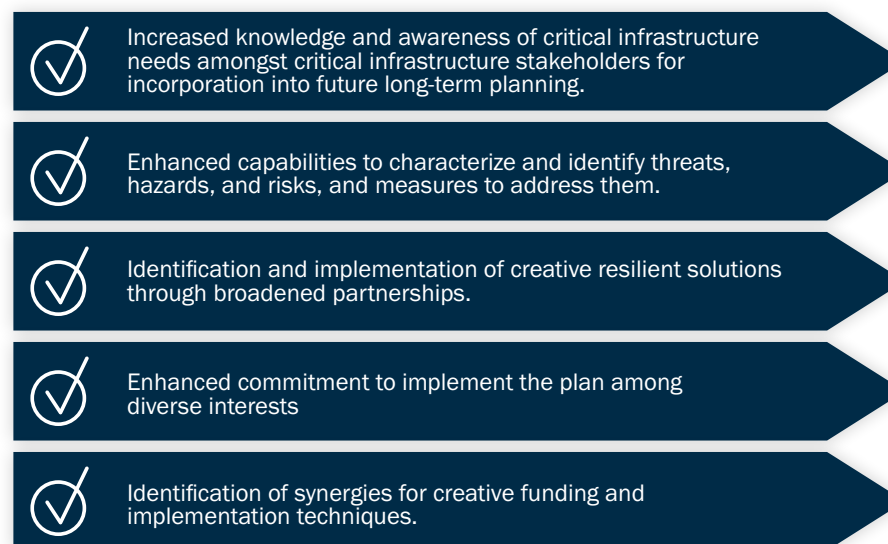 Increased knowledge and awareness of critical infrastructure
needs amongst critical infrastructure stakeholders for
incorporation into future long-term planning.
Enhanced capabilities to characterize and identify threats,
hazards, and risks, and measures to address them.
Identification and implementation of creative resilient solutions
through broadened partnerships.
Enhanced commitment to implement the plan among
diverse interests
Identification of synergies for creative funding and
implementation techniques.